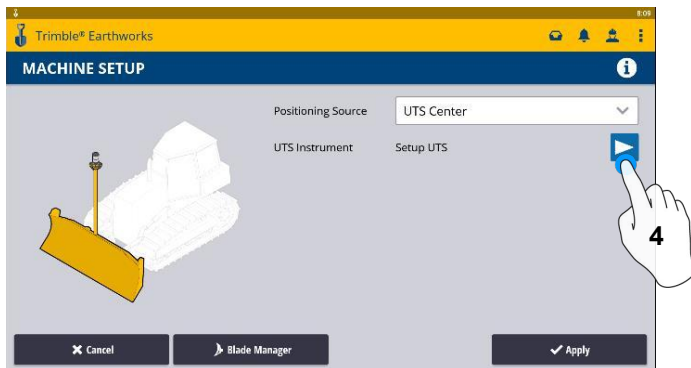 8:09
Trimble® Earthworks
MACHINE SETUP
Positioning Source UTS Center
UTS Instrument Setup UTS
4
Cancel Blade Manager Apply